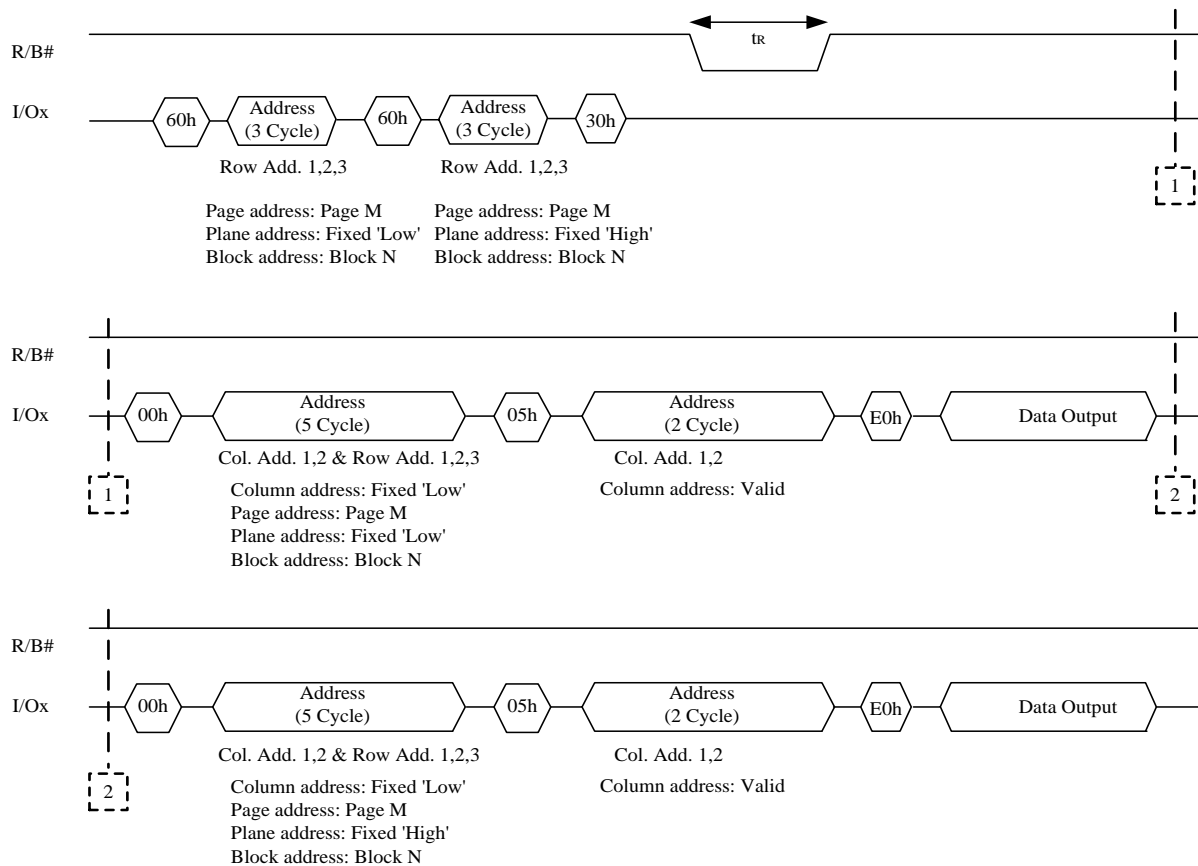 tR
R/B#
I/Ox
60h
Address
(3 Cycle)
60h
Address
(3 Cycle)
30h
Row Add. 1,2,3
Row Add. 1,2,3
1
Page address: Page M
Plane address: Fixed 'Low'
Block address: Block N
Page address: Page M
Plane address: Fixed 'High'
Block address: Block N
R/B#
I/Ox
00h
Address
(5 Cycle)
05h
Address
(2 Cycle)
E0h
Data Output
Col. Add. 1,2 & Row Add. 1,2,3
Col. Add. 1,2
1
Column address: Fixed 'Low'
Page address: Page M
Plane address: Fixed 'Low'
Block address: Block N
Column address: Valid
2
R/B#
I/Ox
00h
Address
(5 Cycle)
05h
Address
(2 Cycle)
E0h
Data Output
Col. Add. 1,2 & Row Add. 1,2,3
Col. Add. 1,2
2
Column address: Fixed 'Low'
Page address: Page M
Plane address: Fixed 'High'
Block address: Block N
Column address: Valid